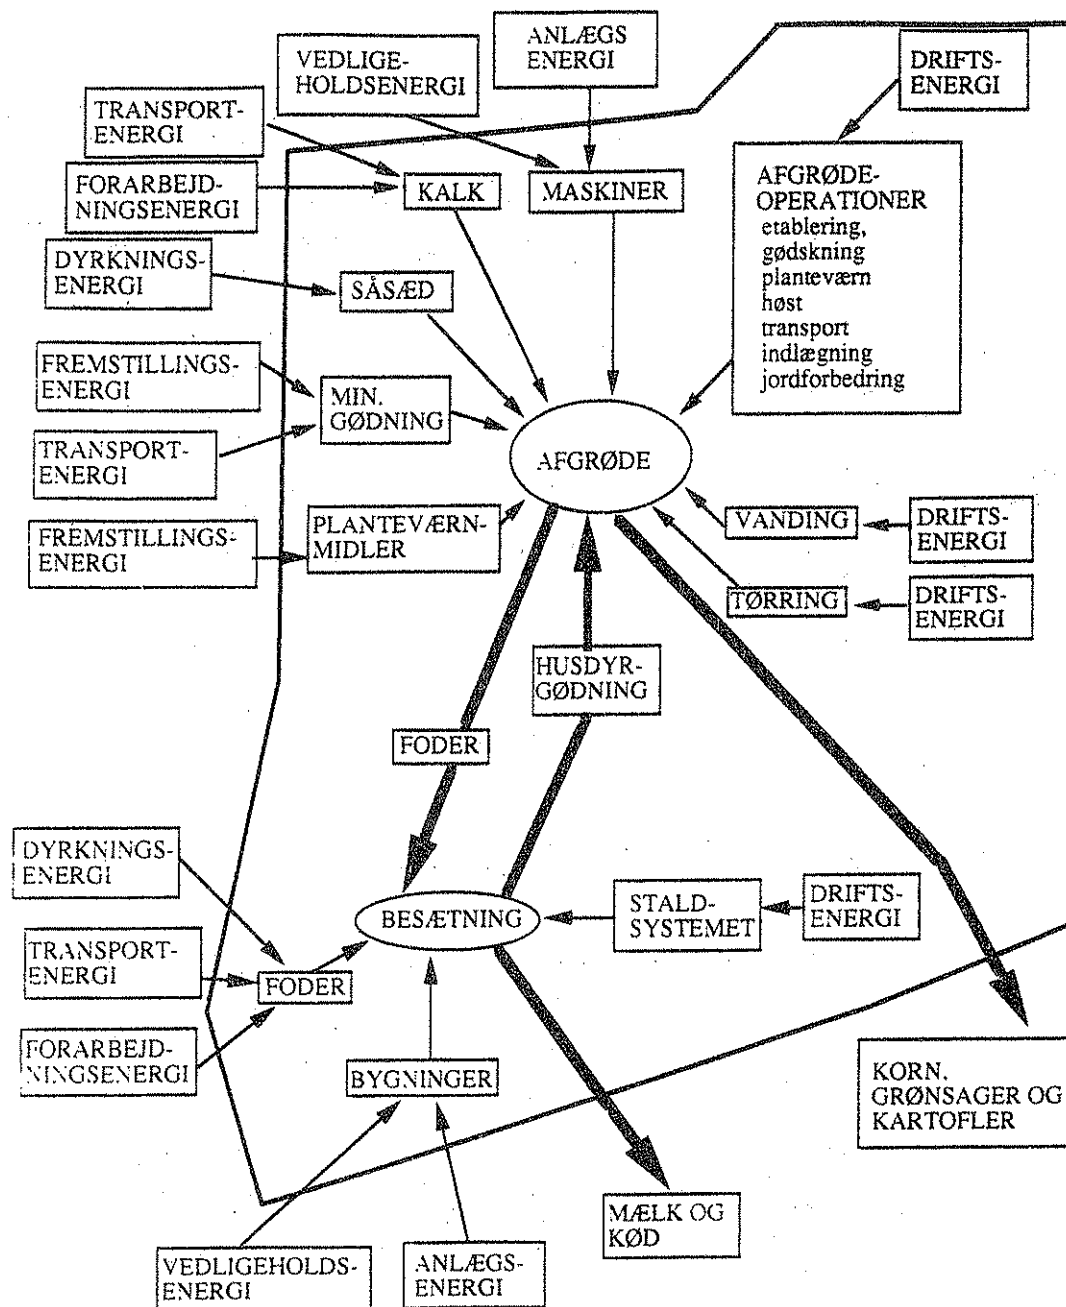 ANLÆGS
ENERGI
VEDLIGE-
HOLDSENERGI
DRIFTS-
ENERGI
TRANSPORT-
ENERGI
FORARBEJD-
NINGSENERGI
KALK
MASKINER
AFGRØDE-
OPERATIONER
etablering,
gødskning
planteværn
høst
transport
indlægning
jordforbedring
DYRKNINGS-
ENERGI
SÅSÆD
FREMSTILLINGS-
ENERGI
MIN.
GØDNING
TRANSPORT-
ENERGI
AFGRØDE
FREMSTILLINGS-
ENERGI
PLANTEVÆRN-
MIDLER
VANDING
DRIFTS-
ENERGI
TØRRING
DRIFTS-
ENERGI
HUSDYR-
GØDNING
FODER
DYRKNINGS-
ENERGI
BESÆTNING
STALD-
SYSTEMET
DRIFTS-
ENERGI
TRANSPORT-
ENERGI
FODER
FORARBEJD-
NINGSENERGI
BYGNINGER
KORN.
GRØNSAGER OG
KARTOFLER
MÆLK OG
KØD
VEDLIGEHOLDS-
ENERGI
ANLÆGS-
ENERGI